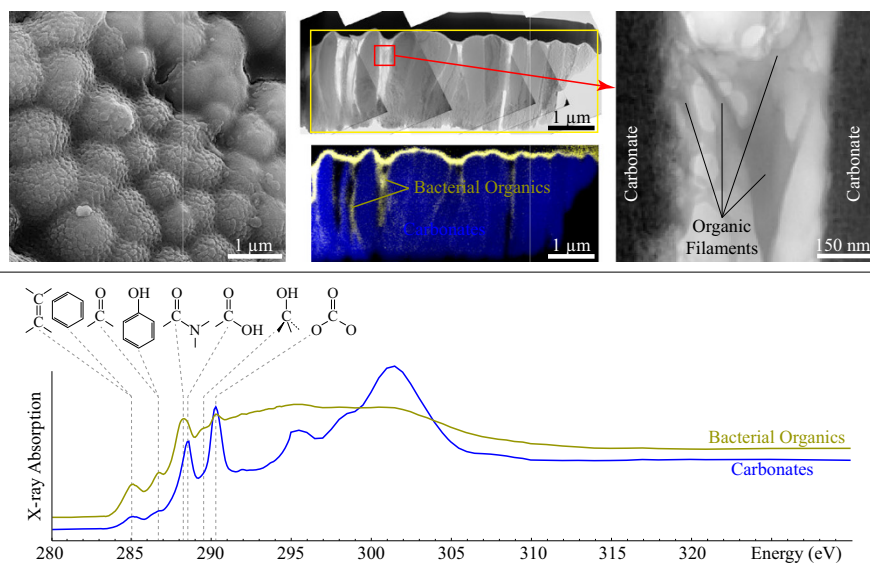 1 µm
1 µm
Bacterial Organics
Carbonates
1 µm
Carbonate
Carbonate
Organic
Filaments
150 nm
OH
O
O
O
OH
O
C
C
C
C
N
C
OH
C
O
C
O
X-ray Absorption
Bacterial Organics
Carbonates
280 285 290 295 300 305 310 315 320 Energy (eV)